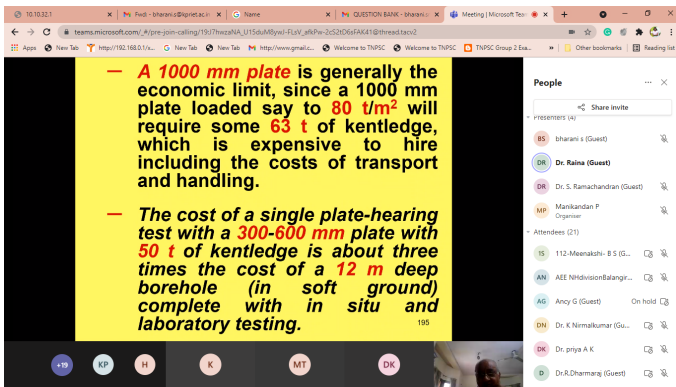 10.10.32.1
Fwd: - bharani.s@kpriet.ac.in
Name
QUESTION BANK - bharani.s
Meeting | Microsoft Team
teams.microsoft.com/_#/pre-join-calling/19:J7hwzaNA_U15duM8ywJ-FLsV_afkPw-2cS2tD6sFAK41@thread.tacv2
Apps
New Tab
http://192.168.0.1/x...
New Tab
New Tab
http://www.gmail.c...
Welcome to TNPSC
Welcome to TNPSC
TNPSC Group 2 Exa...
»
Other bookmarks
Reading list
— A 1000 mm plate is generally the
economic limit, since a 1000 mm
plate loaded say to 80 t/m² will
require some 63 t of kentledge,
which is expensive to hire
including the costs of transport
and handling.
— The cost of a single plate-hearing
test with a 300-600 mm plate with
50 t of kentledge is about three
times the cost of a 12 m deep
borehole (in soft ground)
complete with in situ and
laboratory testing.
195
+19
KP
H
K
MT
DK
People
Share invite
Presenters (4)
BS bharani s (Guest)
DR Dr. Raina (Guest)
DR Dr. S. Ramachandran (Guest)
MP Manikandan P
Organiser
Attendees (21)
1S 112-Meenakshi- B S (G...
AN AEE NHdivisionBalangir...
AG Ancy G (Guest) On hold
DN Dr. K Nirmalkumar (Gu...
DK Dr. priya A K
D Dr.R.Dharmaraj (Guest)